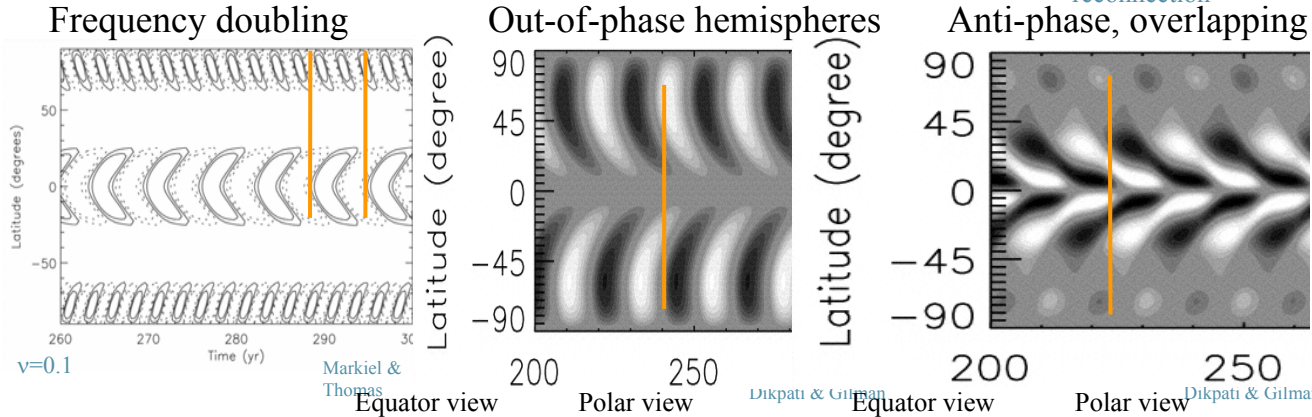 reconnection
Frequency doubling
Out-of-phase hemispheres
Anti-phase, overlapping
Latitude (degrees)
50
0
−50
260
270
280
290
Time (yr)
ν=0.1
Markiel &
Thomas
Latitude (degree)
90
45
0
−45
−90
200
250
Dikpati & Gilman
Latitude (degree)
90
45
0
−45
−90
200
250
Dikpati & Gilman
Equator view
Polar view
Equator view
Polar view